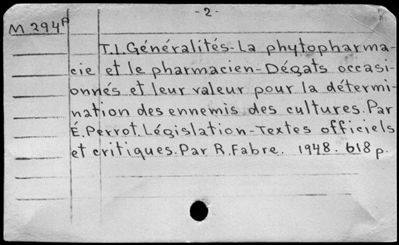 - 2 -
M 294A
T.I. Généralités - La phytopharma-
cie et le pharmacien - Dégats occasi-
onnés et leur valeur pour la détermi-
nation des ennemis des cultures. Par
É. Perrot. Législation - Textes officiels
et critiques. Par R. Fabre. 1948. 618 p.